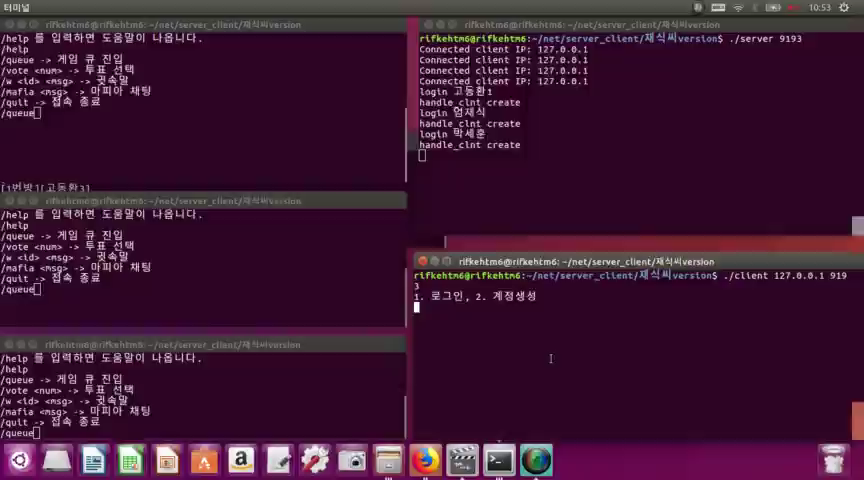 터미널
10:53
rifkehtm6@rifkehtm6: ~/net/server_client/재식씨version
/help 를 입력하면 도움말이 나옵니다.
/help
/queue -> 게임 큐 진입
/vote <num> -> 투표 선택
/w <id> <msg> -> 귓속말
/mafia <msg> -> 마피아 채팅
/quit -> 접속 종료
/queue
[1번방][고동환3]
rifkehtm6@rifkehtm6: ~/net/server_client/재식씨version
/help 를 입력하면 도움말이 나옵니다.
/help
/queue -> 게임 큐 진입
/vote <num> -> 투표 선택
/w <id> <msg> -> 귓속말
/mafia <msg> -> 마피아 채팅
/quit -> 접속 종료
/queue
rifkehtm6@rifkehtm6: ~/net/server_client/재식씨version
/help 를 입력하면 도움말이 나옵니다.
/help
/queue -> 게임 큐 진입
/vote <num> -> 투표 선택
/w <id> <msg> -> 귓속말
/mafia <msg> -> 마피아 채팅
/quit -> 접속 종료
/queue
rifkehtm6@rifkehtm6: ~/net/server_client/재식씨version
rifkehtm6@rifkehtm6:~/net/server_client/재식씨version$ ./server 9193
Connected client IP: 127.0.0.1
Connected client IP: 127.0.0.1
Connected client IP: 127.0.0.1
Connected client IP: 127.0.0.1
login 고동환1
handle_clnt create
login 엄재식
handle_clnt create
login 박세훈
handle_clnt create
rifkehtm6@rifkehtm6: ~/net/server_client/재식씨version
rifkehtm6@rifkehtm6:~/net/server_client/재식씨version$ ./client 127.0.0.1 919
3
1. 로그인, 2. 계정생성